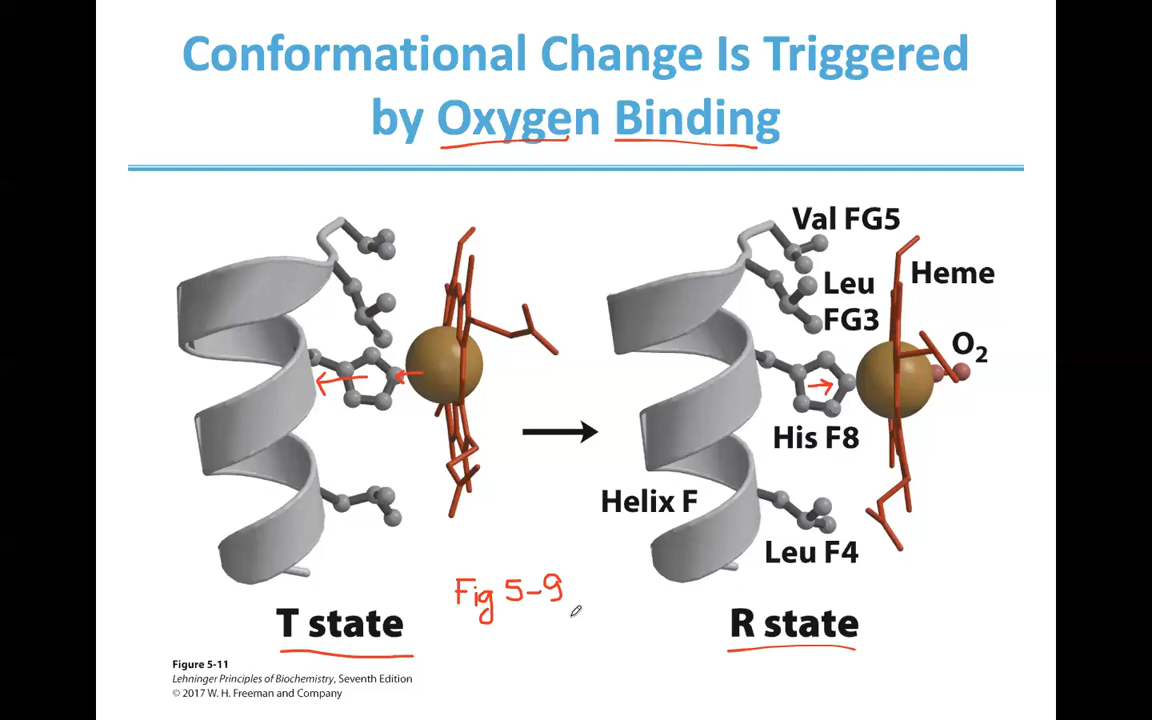 Conformational Change Is Triggered
by Oxygen Binding
Val FG5
Leu
FG3
Heme
O2
His F8
Helix F
Leu F4
Fig 5-9
T state
R state
Figure 5-11
Lehninger Principles of Biochemistry, Seventh Edition
© 2017 W. H. Freeman and Company